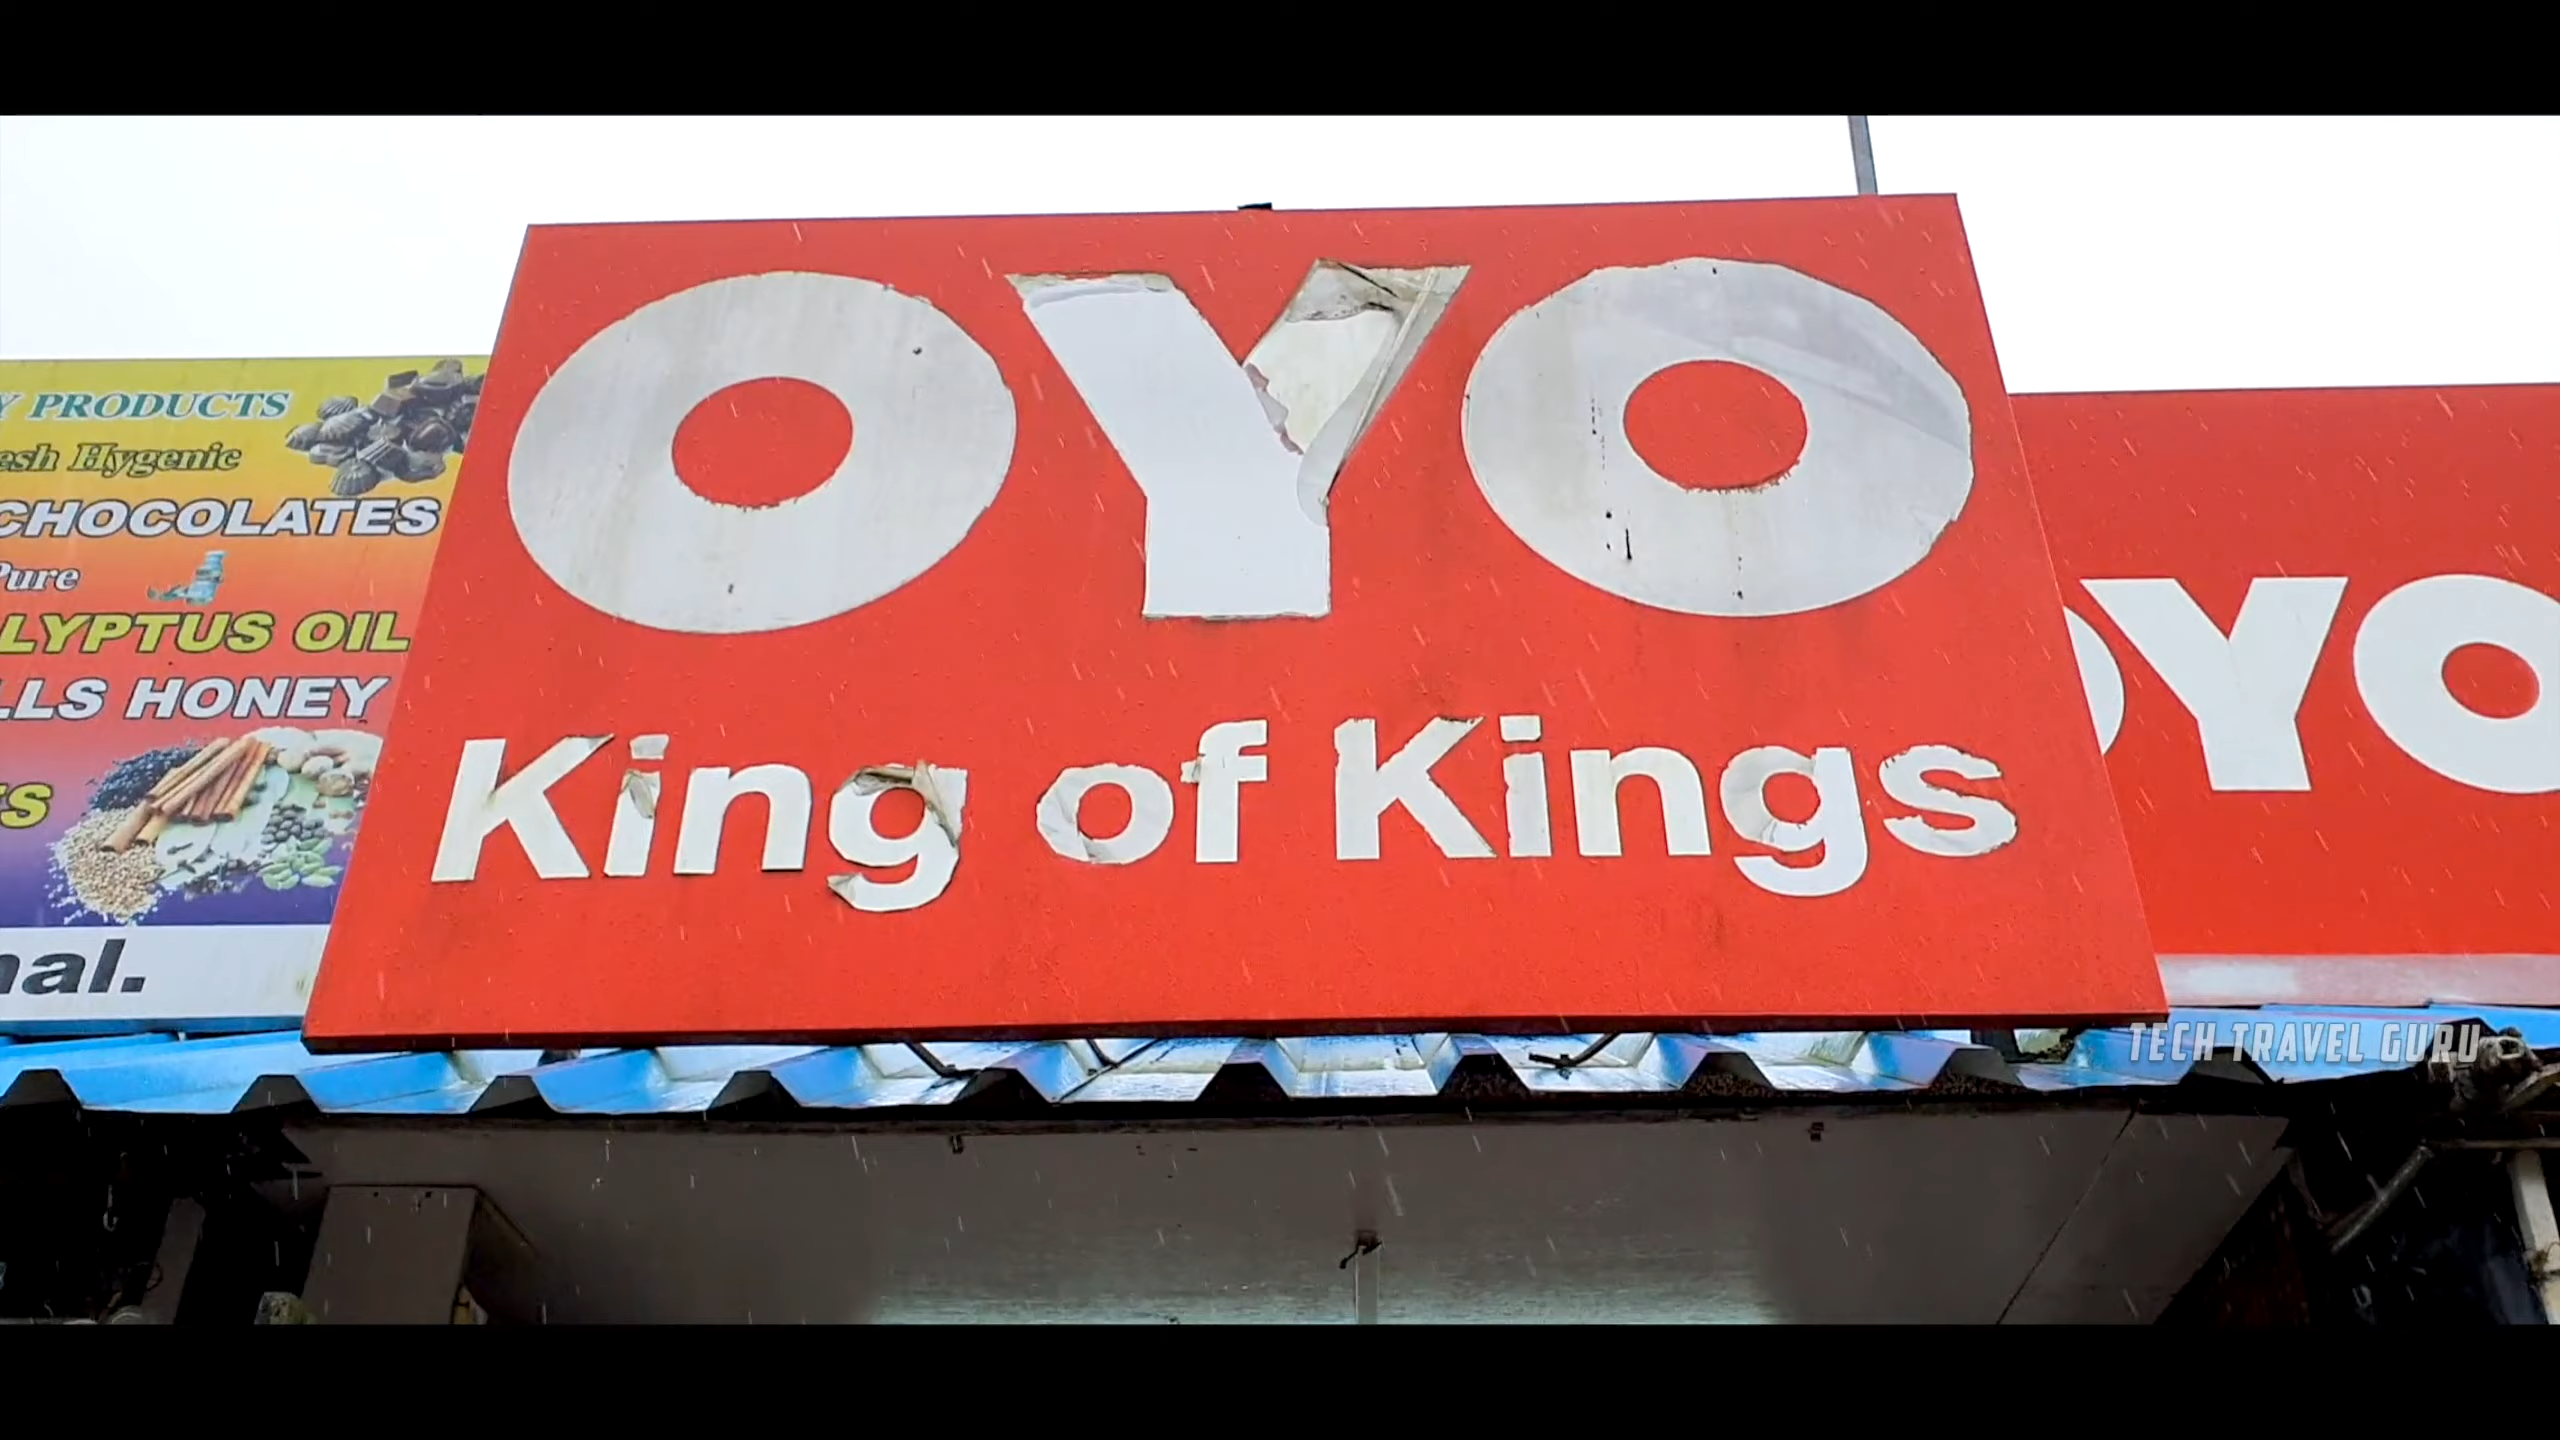 Y PRODUCTS
esh Hygenic
CHOCOLATES
Pure
LYPTUS OIL
LLS HONEY
nal.
OYO
King of Kings
OYO
TECH TRAVEL GURU